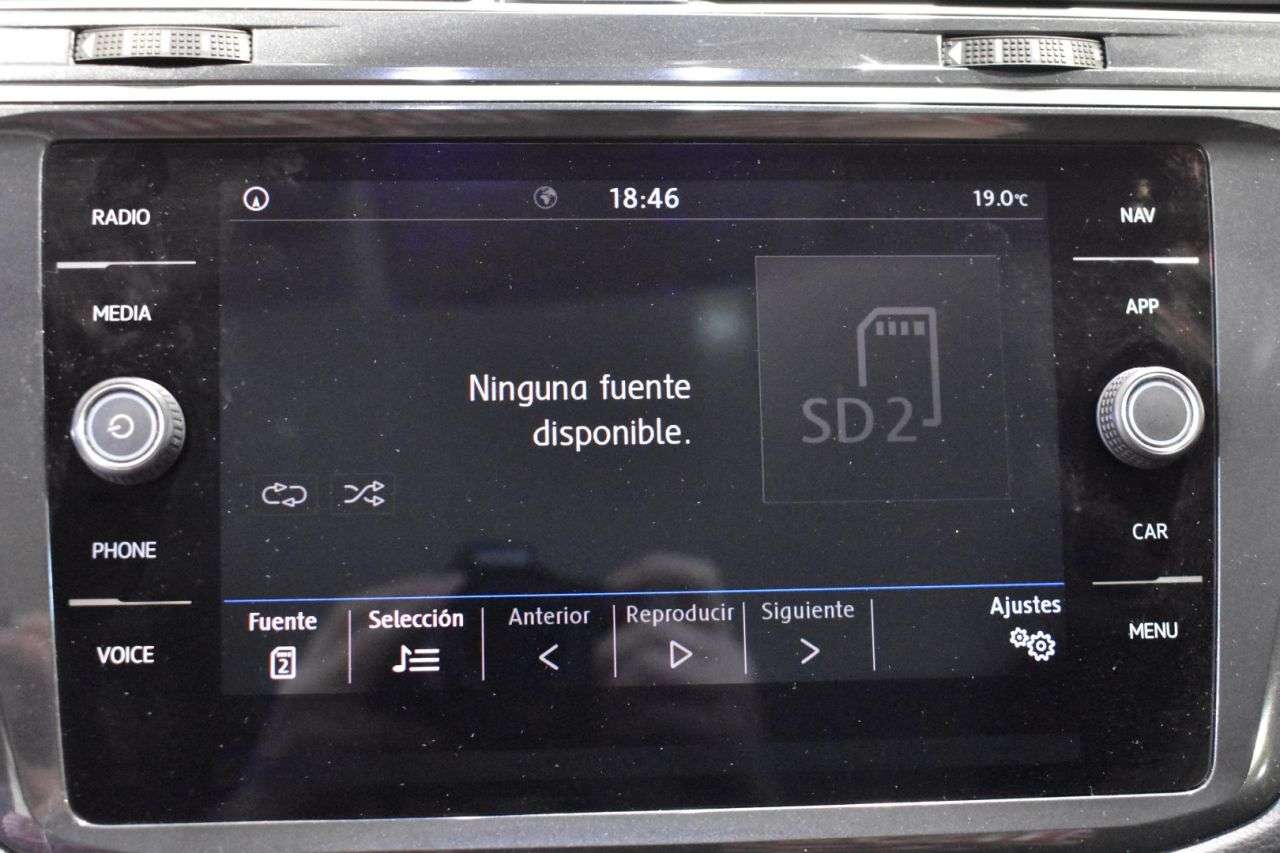 RADIO
MEDIA
PHONE
VOICE
18:46
19.0°C
Ninguna fuente
disponible.
SD 2
Fuente
2
Selección
Anterior
Reproducir
Siguiente
Ajustes
NAV
APP
CAR
MENU